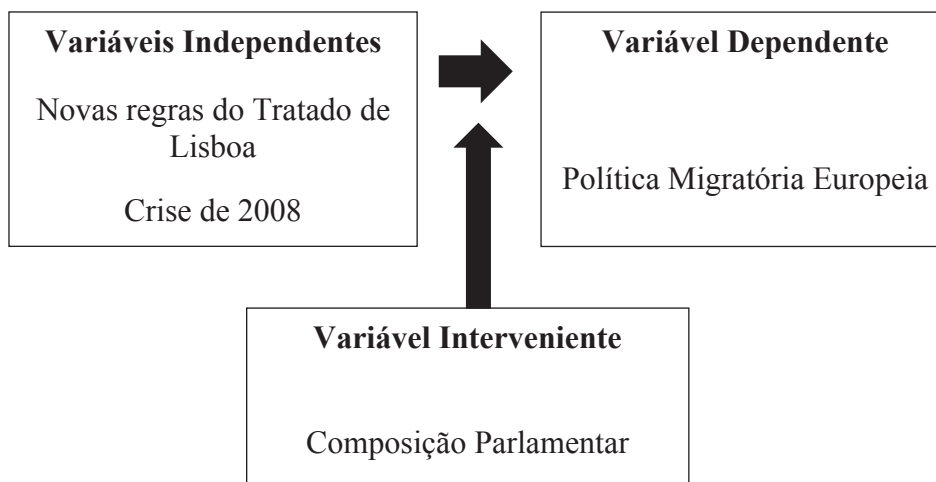 Variáveis Independentes
Novas regras do Tratado de
Lisboa
Crise de 2008
Variável Dependente
Política Migratória Europeia
Variável Interveniente
Composição Parlamentar